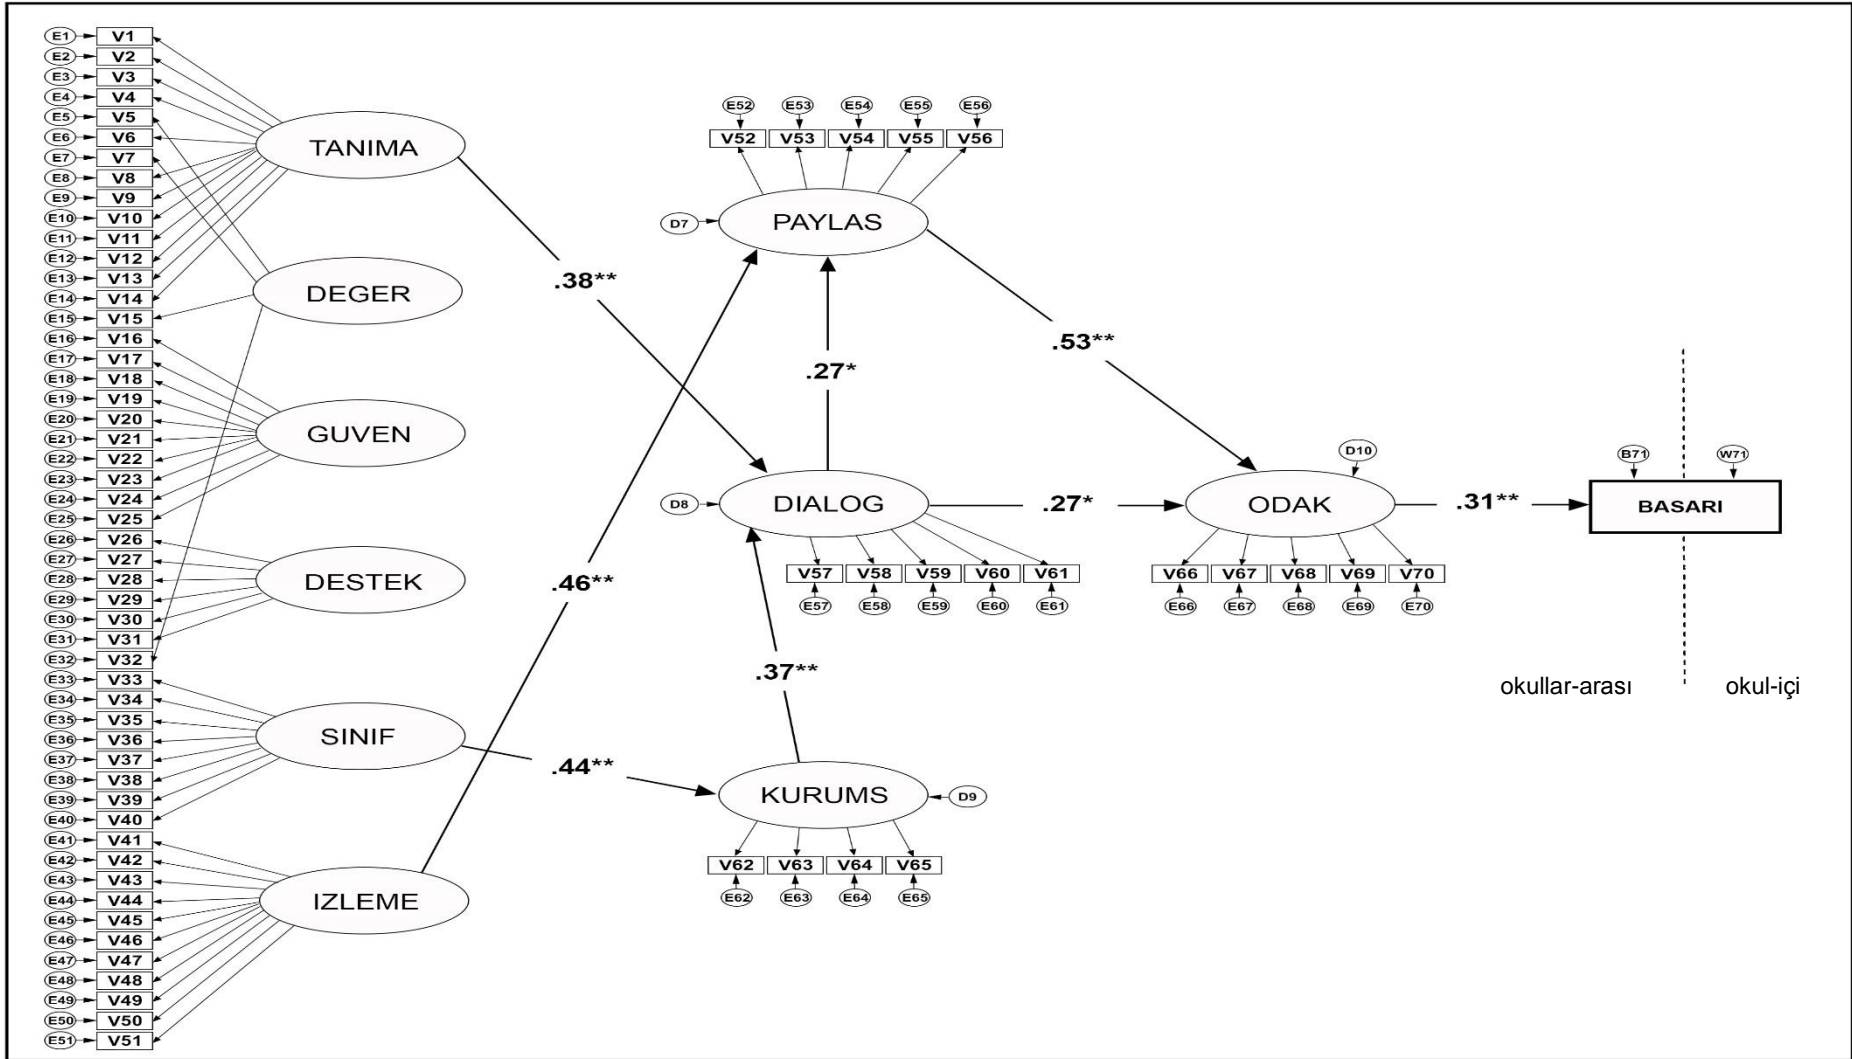 E1 V1
E2 V2
E3 V3
E4 V4
E5 V5
E6 V6
E7 V7
E8 V8
E9 V9
E10 V10
E11 V11
E12 V12
E13 V13
E14 V14
E15 V15
E16 V16
E17 V17
E18 V18
E19 V19
E20 V20
E21 V21
E22 V22
E23 V23
E24 V24
E25 V25
E26 V26
E27 V27
E28 V28
E29 V29
E30 V30
E31 V31
E32 V32
E33 V33
E34 V34
E35 V35
E36 V36
E37 V37
E38 V38
E39 V39
E40 V40
E41 V41
E42 V42
E43 V43
E44 V44
E45 V45
E46 V46
E47 V47
E48 V48
E49 V49
E50 V50
E51 V51
TANIMA
DEGER
GUVEN
DESTEK
SINIF
IZLEME
.38**
.46**
.44**
E52 E53 E54 E55 E56
V52 V53 V54 V55 V56
D7 PAYLAS
.27*
D8 DIALOG
V57 V58 V59 V60 V61
E57 E58 E59 E60 E61
.37**
KURUMS D9
V62 V63 V64 V65
E62 E63 E64 E65
.53**
.27*
D10
ODAK
V66 V67 V68 V69 V70
E66 E67 E68 E69 E70
.31**
B71 W71
BASARI
okullar-arası okul-içi